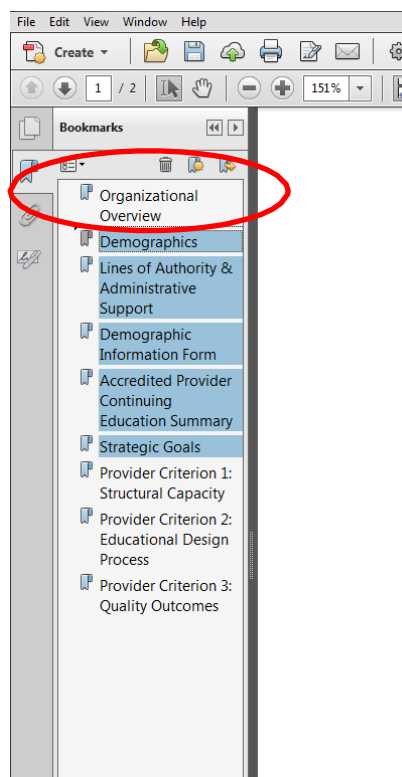 File Edit View Window Help
Create
1 / 2 151%
Bookmarks
Organizational
Overview
Demographics
Lines of Authority &
Administrative
Support
Demographic
Information Form
Accredited Provider
Continuing
Education Summary
Strategic Goals
Provider Criterion 1:
Structural Capacity
Provider Criterion 2:
Educational Design
Process
Provider Criterion 3:
Quality Outcomes